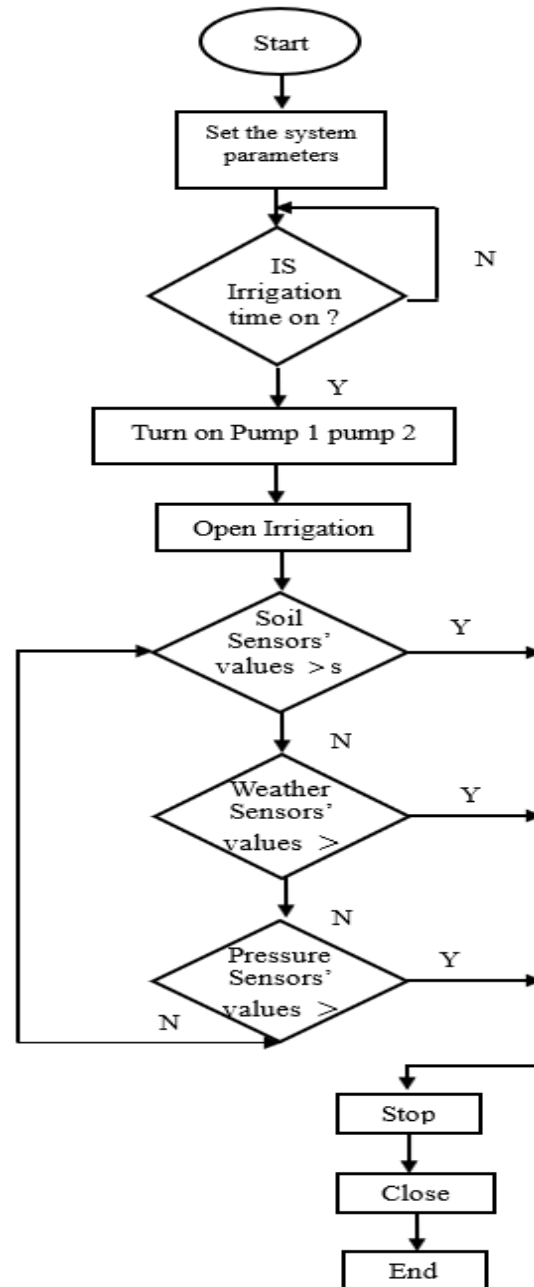 Start
Set the system
parameters
N
IS
Irrigation
time on ?
Y
Turn on Pump 1 pump 2
Open Irrigation
Soil
Sensors’
values > s
Y
N
Weather
Sensors’
values >
Y
N
Pressure
Sensors’
values >
Y
N
Stop
Close
End